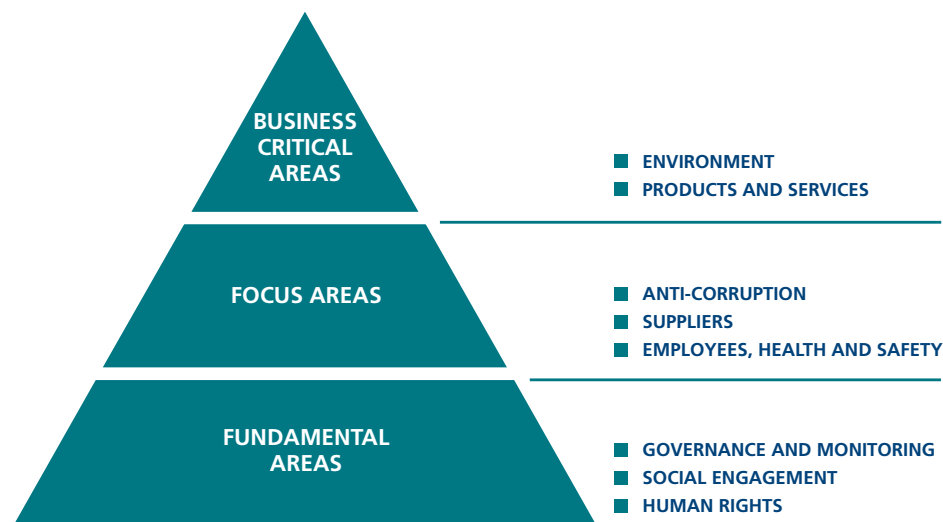 BUSINESS
CRITICAL
AREAS
ENVIRONMENT
PRODUCTS AND SERVICES
FOCUS AREAS
ANTI-CORRUPTION
SUPPLIERS
EMPLOYEES, HEALTH AND SAFETY
FUNDAMENTAL
AREAS
GOVERNANCE AND MONITORING
SOCIAL ENGAGEMENT
HUMAN RIGHTS